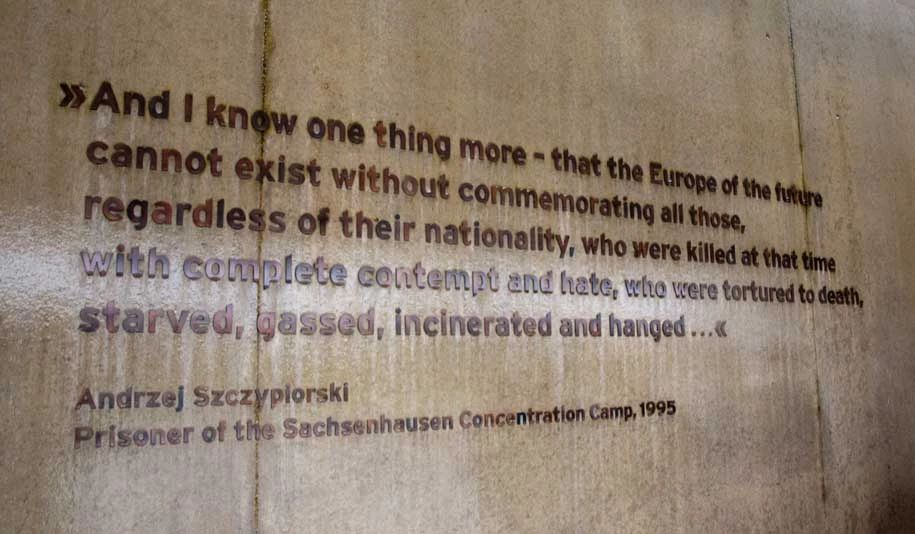 »And I know one thing more - that the Europe of the future
cannot exist without commemorating all those,
regardless of their nationality, who were killed at that time
with complete contempt and hate, who were tortured to death,
starved, gassed, incinerated and hanged ...«
Andrzej Szczypiorski
Prisoner of the Sachsenhausen Concentration Camp, 1995